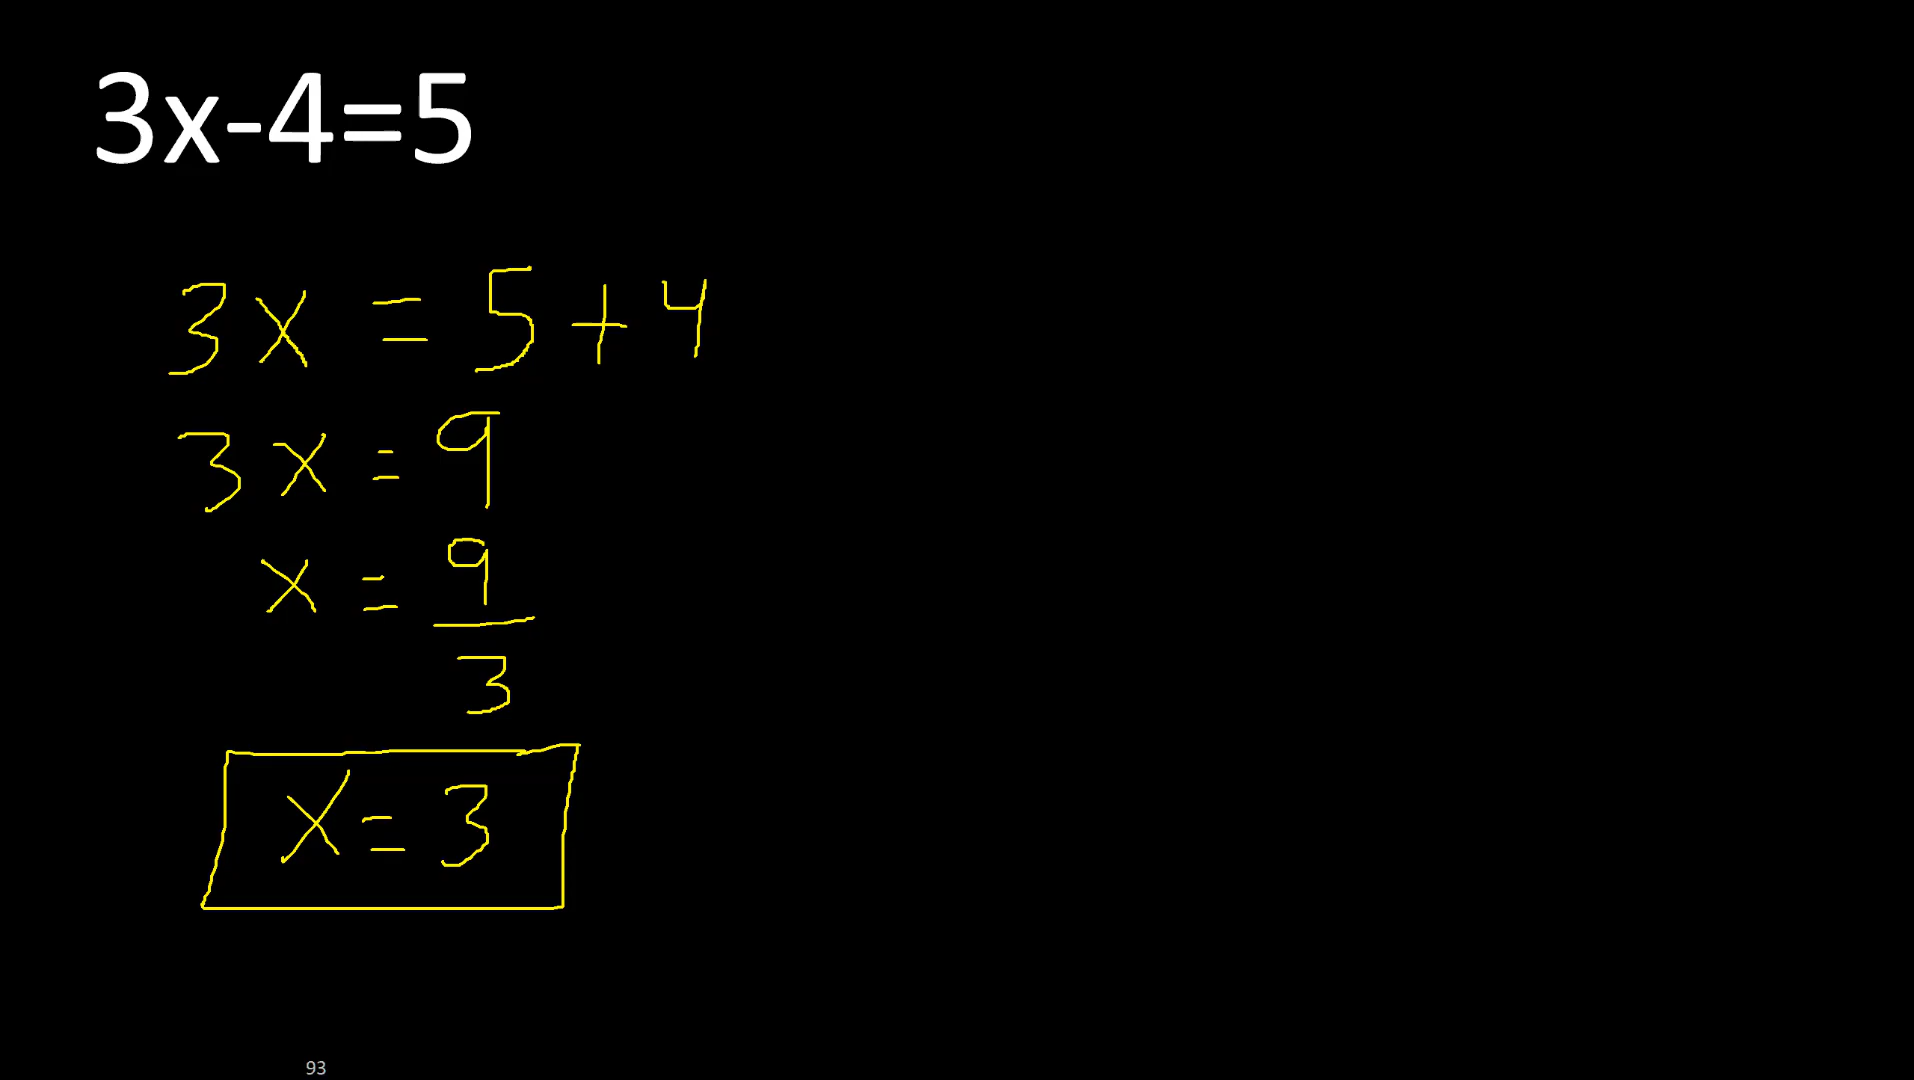 3x-4=5
3x = 5+4
3x = 9
x = 9/3
x = 3
93